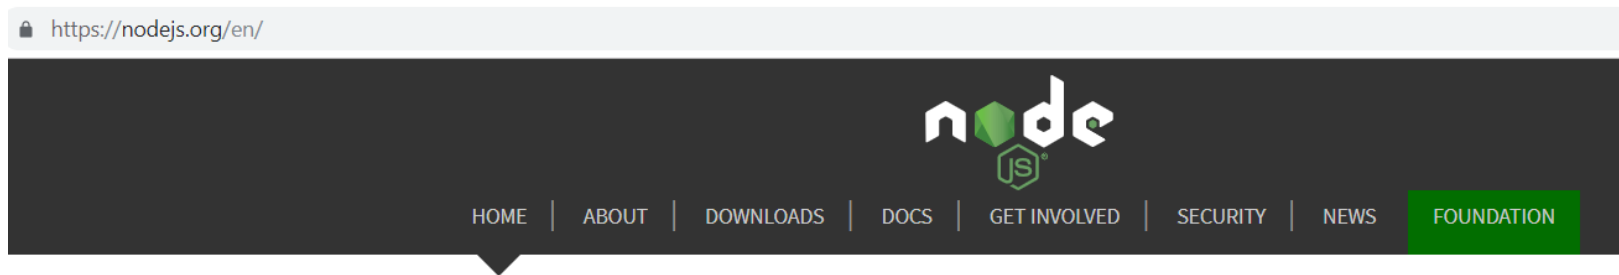 https://nodejs.org/en/
node
JS®
HOME | ABOUT | DOWNLOADS | DOCS | GET INVOLVED | SECURITY | NEWS FOUNDATION